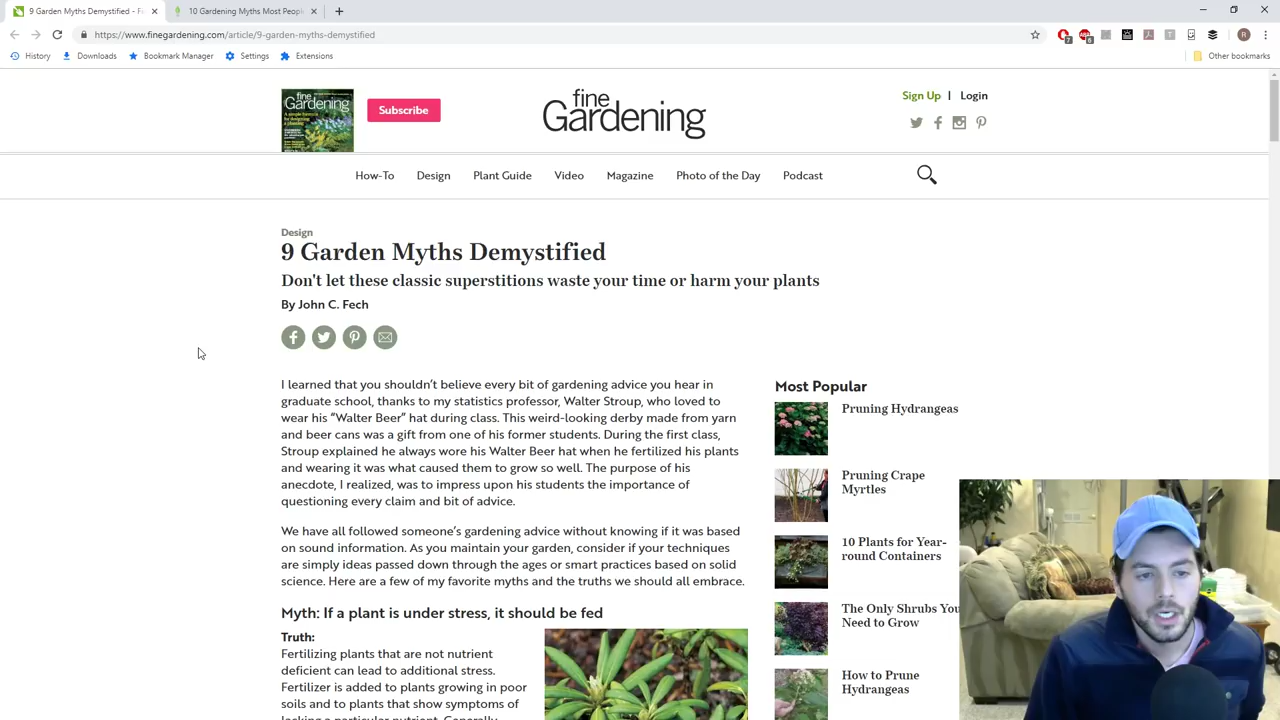 9 Garden Myths Demystified - Fi
10 Gardening Myths Most Peopl
https://www.finegardening.com/article/9-garden-myths-demystified
History Downloads Bookmark Manager Settings Extensions Other bookmarks
fine Gardening
Subscribe
fine
Gardening
Sign Up | Login
How-To Design Plant Guide Video Magazine Photo of the Day Podcast
Design
9 Garden Myths Demystified
Don't let these classic superstitions waste your time or harm your plants
By John C. Fech
I learned that you shouldn't believe every bit of gardening advice you hear in
graduate school, thanks to my statistics professor, Walter Stroup, who loved to
wear his “Walter Beer” hat during class. This weird-looking derby made from yarn
and beer cans was a gift from one of his former students. During the first class,
Stroup explained he always wore his Walter Beer hat when he fertilized his plants
and wearing it was what caused them to grow so well. The purpose of his
anecdote, I realized, was to impress upon his students the importance of
questioning every claim and bit of advice.
We have all followed someone's gardening advice without knowing if it was based
on sound information. As you maintain your garden, consider if your techniques
are simply ideas passed down through the ages or smart practices based on solid
science. Here are a few of my favorite myths and the truths we should all embrace.
Myth: If a plant is under stress, it should be fed
Truth:
Fertilizing plants that are not nutrient
deficient can lead to additional stress.
Fertilizer is added to plants growing in poor
soils and to plants that show symptoms of
lacking a particular nutrient. Generally,
Most Popular
Pruning Hydrangeas
Pruning Crape
Myrtles
10 Plants for Year-
round Containers
The Only Shrubs You
Need to Grow
How to Prune
Hydrangeas